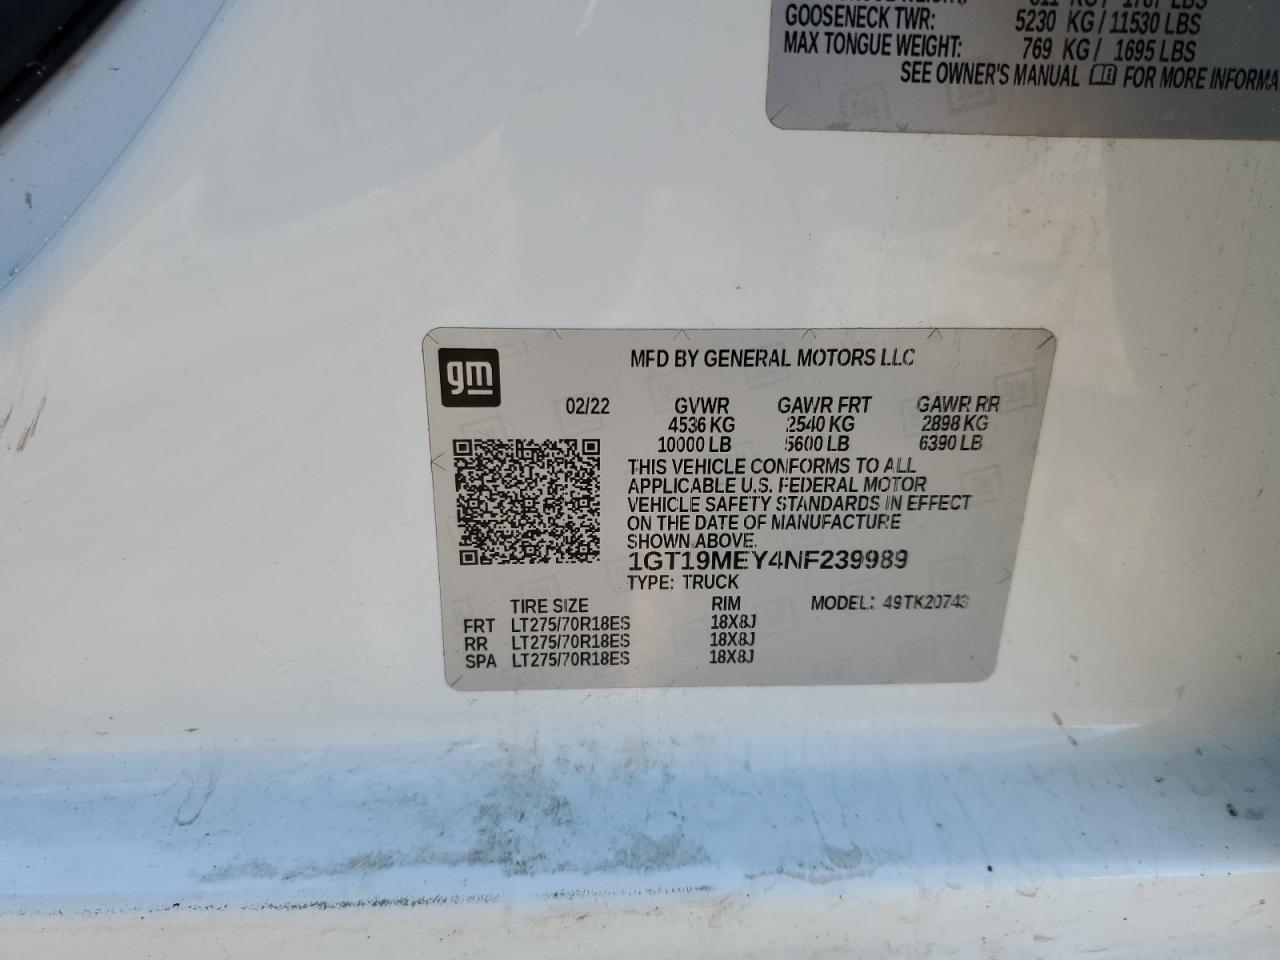 GOOSENECK TWR: 5230 KG / 11530 LBS
MAX TONGUE WEIGHT: 769 KG / 1695 LBS
SEE OWNER'S MANUAL FOR MORE
gm
MFD BY GENERAL MOTORS LLC
02/22 GVWR GAWR FRT GAWR RR
4536 KG 2540 KG 2898 KG
10000 LB 5600 LB 6390 LB
THIS VEHICLE CONFORMS TO ALL
APPLICABLE U.S. FEDERAL MOTOR
VEHICLE SAFETY STANDARDS IN EFFECT
ON THE DATE OF MANUFACTURE
SHOWN ABOVE.
1GT19MEY4NF239989
TYPE: TRUCK
TIRE SIZE RIM MODEL: 49TK20743
FRT LT275/70R18ES 18X8J
RR LT275/70R18ES 18X8J
SPA LT275/70R18ES 18X8J